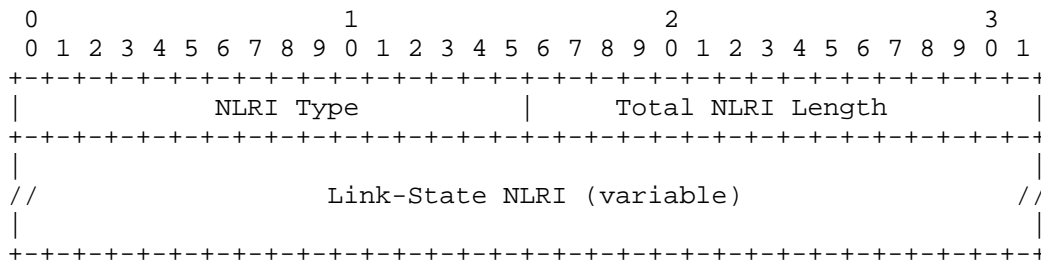 0                   1                   2                   3
 0 1 2 3 4 5 6 7 8 9 0 1 2 3 4 5 6 7 8 9 0 1 2 3 4 5 6 7 8 9 0 1
+-+-+-+-+-+-+-+-+-+-+-+-+-+-+-+-+-+-+-+-+-+-+-+-+-+-+-+-+-+-+-+-+
|            NLRI Type          |     Total NLRI Length         |
+-+-+-+-+-+-+-+-+-+-+-+-+-+-+-+-+-+-+-+-+-+-+-+-+-+-+-+-+-+-+-+-+
|                                                               |
//                  Link-State NLRI (variable)                 //
|                                                               |
+-+-+-+-+-+-+-+-+-+-+-+-+-+-+-+-+-+-+-+-+-+-+-+-+-+-+-+-+-+-+-+-+